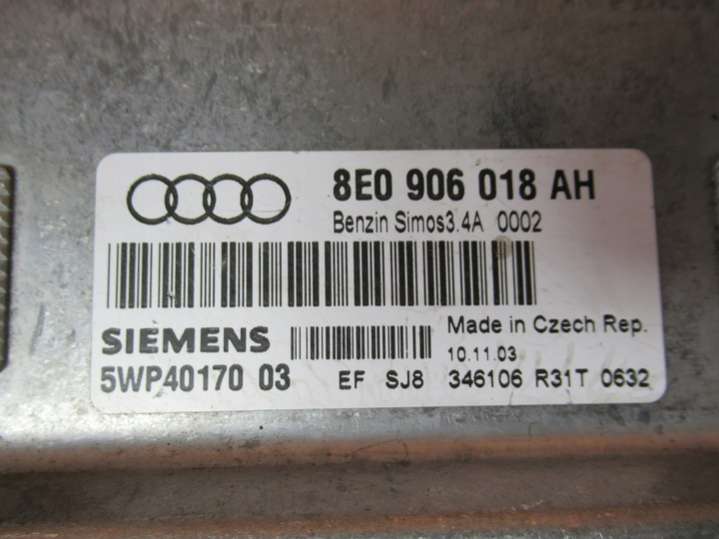 8E0 906 018 AH
Benzin Simos3.4A 0002
SIEMENS
Made in Czech Rep.
10.11.03
5WP40170 03 EF SJ8 346106 R31T 0632